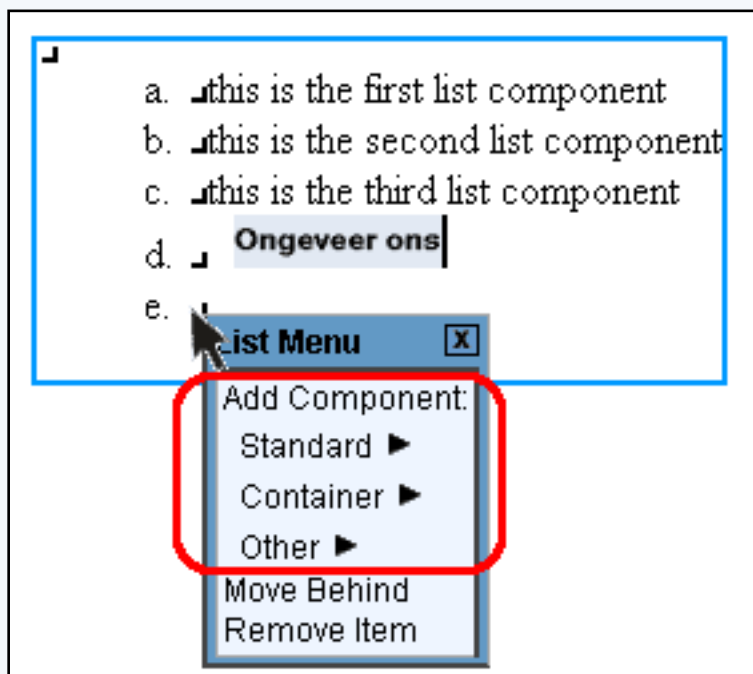 a. this is the first list component
b. this is the second list component
c. this is the third list component
d. Ongeveer ons
e.
List Menu X
Add Component:
Standard ►
Container ►
Other ►
Move Behind
Remove Item